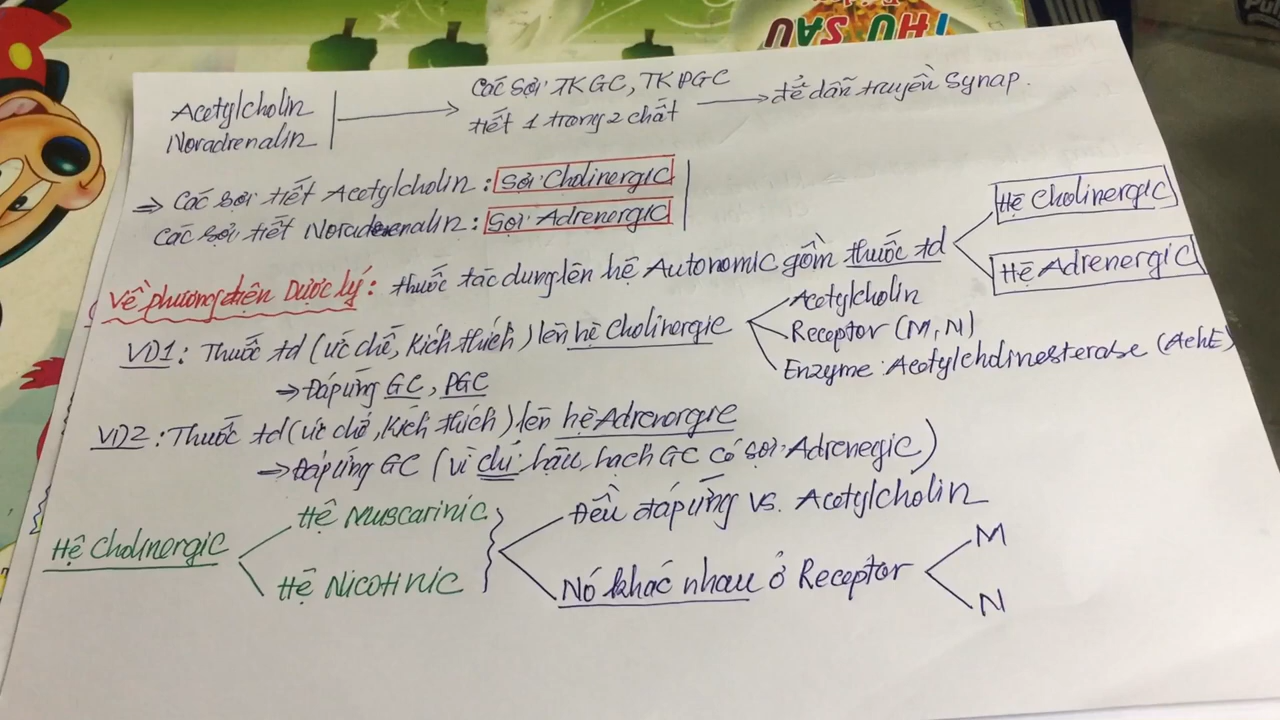 THỎ SAU
Acetylcholin
Noradrenalin
Các sợi TKGC, TKPGC
tiết 1 trong 2 chất
để dẫn truyền Synap.
⇒ Các sợi tiết Acetylcholin : Sợi Cholinergic
Các sợi tiết Noradrenalin : Sợi Adrenergic
Về phương diện Dược lý : thuốc tác dụng lên hệ Autonomic gồm thuốc td
Hệ Cholinergic
Hệ Adrenergic
VD1 : Thuốc td (ức chế, Kích thích) lên hệ Cholinergic
Acetylcholin
Receptor (M, N)
Enzyme : Acetylcholinesterase (AchE)
⇒ Đáp ứng GC, PGC
VD2 : Thuốc td (ức chế, Kích thích) lên hệ Adrenergic
⇒ Đáp ứng GC (vì chỉ hậu hạch GC có sợi Adrenegic)
Hệ Cholinergic
Hệ Muscarinic
Hệ Nicotinic
Đều đáp ứng vs. Acetylcholin
Nó khác nhau ở Receptor
M
N